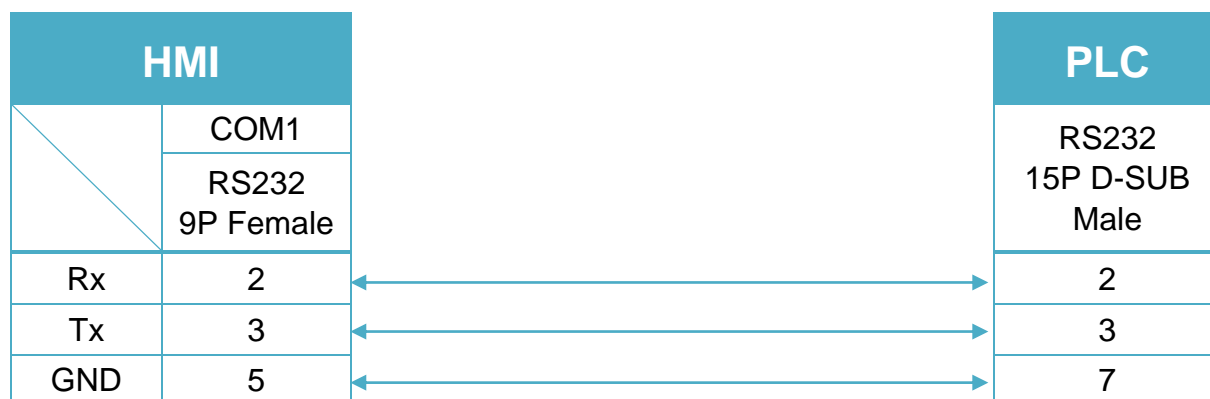 HMI PLC
COM1
RS232
9P Female
RS232
15P D-SUB
Male
Rx 2 2
Tx 3 3
GND 5 7